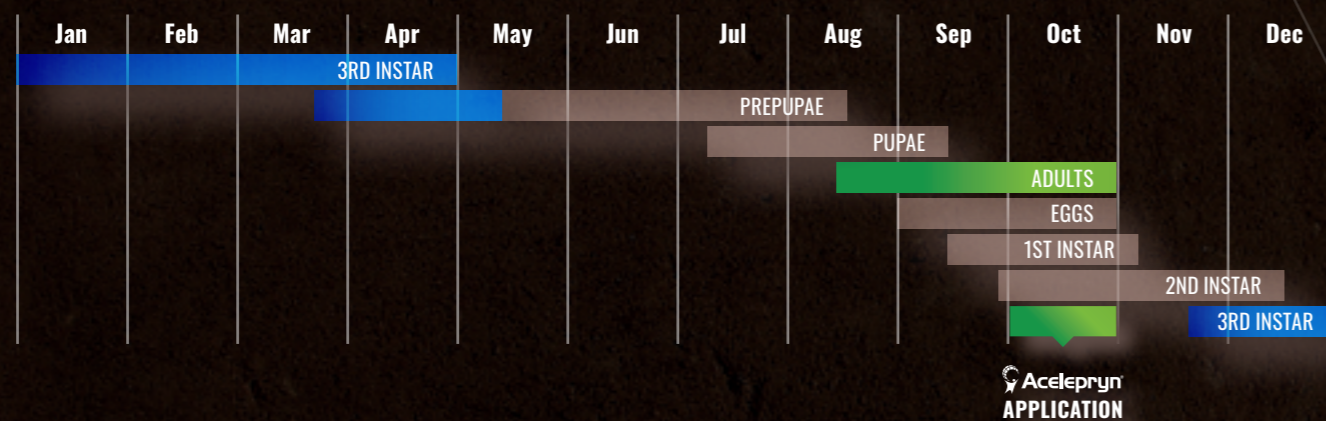 Jan Feb Mar Apr May Jun Jul Aug Sep Oct Nov Dec
3RD INSTAR
PREPUPAE
PUPAE
ADULTS
EGGS
1ST INSTAR
2ND INSTAR
3RD INSTAR
Acelepryn®
APPLICATION